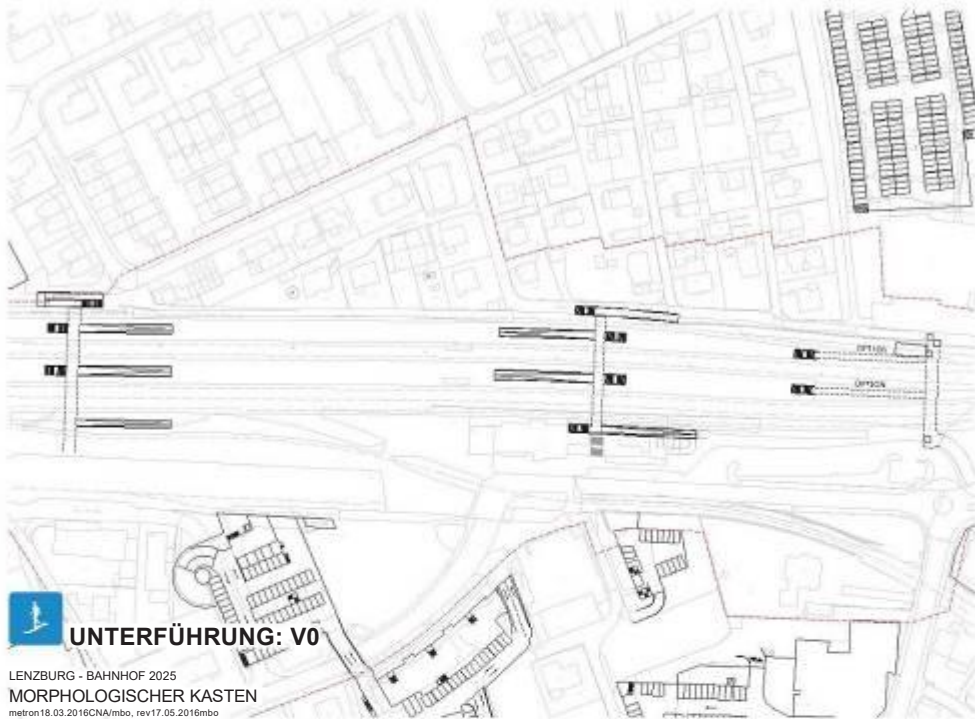 OPTION
OPTION
UNTERFÜHRUNG: V0
LENZBURG - BAHNHOF 2025
MORPHOLOGISCHER KASTEN
metron18.03.2016CNA/mbo, rev17.05.2016mbo